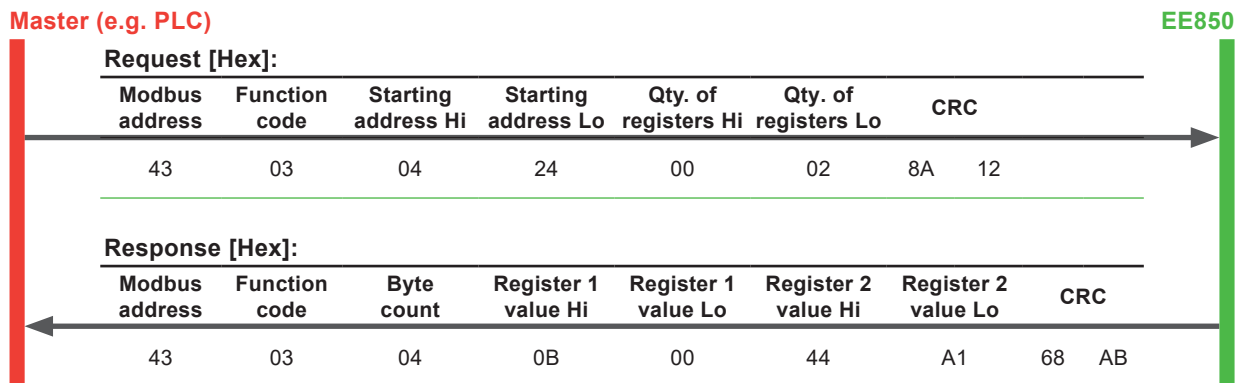 Master (e.g. PLC) EE850
Request [Hex]:
Modbus address Function code Starting address Hi Starting address Lo Qty. of registers Hi Qty. of registers Lo CRC
43 03 04 24 00 02 8A 12
Response [Hex]:
Modbus address Function code Byte count Register 1 value Hi Register 1 value Lo Register 2 value Hi Register 2 value Lo CRC
43 03 04 0B 00 44 A1 68 AB